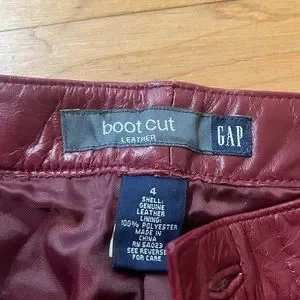 boot cut
LEATHER
GAP
4
SHELL:
GENUINE
LEATHER
LINING:
100% POLYESTER
MADE IN
CHINA
RN 54023
SEE REVERSE
FOR CARE